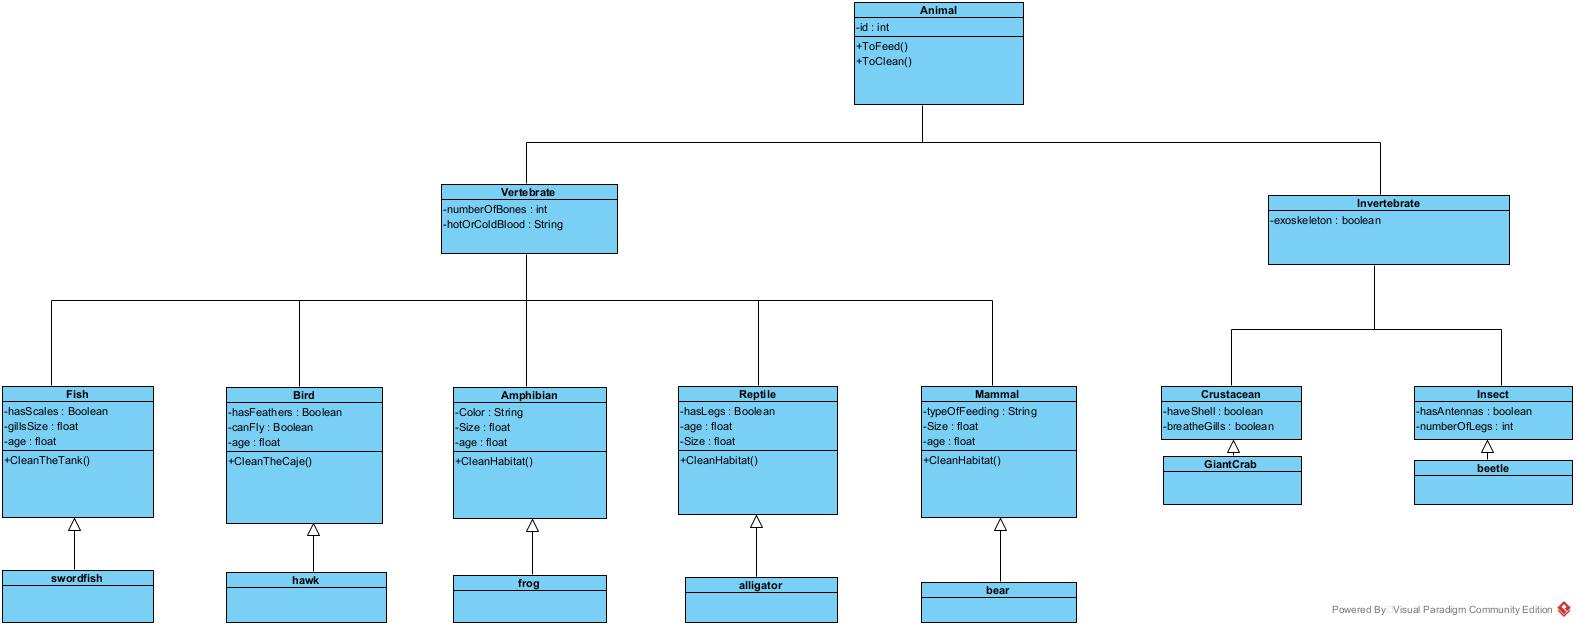 Animal
-id : int
+ToFeed()
+ToClean()
Vertebrate
-numberOfBones : int
-hotOrColdBlood : String
Invertebrate
-exoskeleton : boolean
Fish
-hasScales : Boolean
-gillsSize : float
-age : float
+CleanTheTank()
Bird
-hasFeathers : Boolean
-canFly : Boolean
-age : float
+CleanTheCaje()
Amphibian
-Color : String
-Size : float
-age : float
+CleanHabitat()
Reptile
-hasLegs : Boolean
-age : float
-Size : float
+CleanHabitat()
Mammal
-typeOfFeeding : String
-Size : float
-age : float
+CleanHabitat()
Crustacean
-haveShell : boolean
-breatheGills : boolean
Insect
-hasAntennas : boolean
-numberOfLegs : int
GiantCrab
beetle
swordfish
hawk
frog
alligator
bear
Powered By Visual Paradigm Community Edition